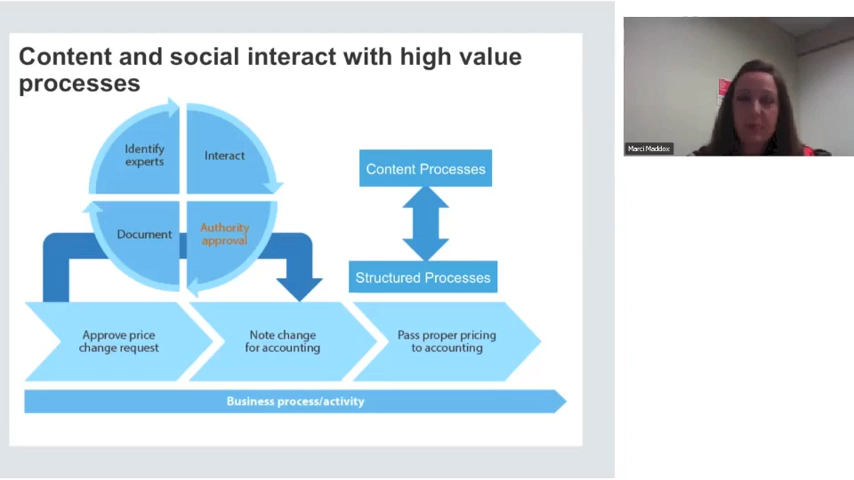 Content and social interact with high value
processes
Identify
experts
Interact
Document
Authority
approval
Content Processes
Structured Processes
Approve price
change request
Note change
for accounting
Pass proper pricing
to accounting
Business process/activity
Marci Maddox